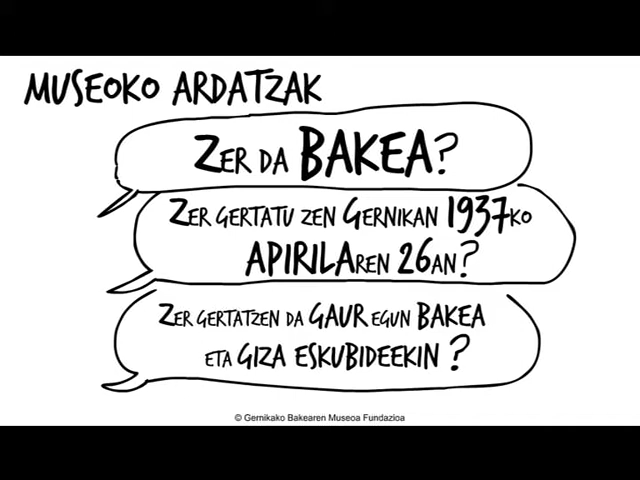 MUSEOKO ARDATZAK
ZER DA BAKEA?
ZER GERTATU ZEN GERNIKAN 1937KO
APIRILAREN 26AN?
ZER GERTATZEN DA GAUR EGUN BAKEA
ETA GIZA ESKUBIDEEKIN ?
© Gernikako Bakearen Museoa Fundazioa